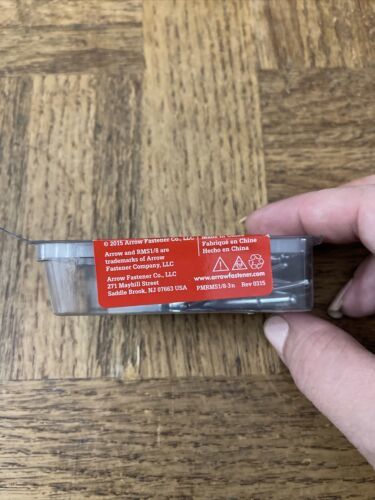 © 2015 Arrow Fastener Co., LLC
Arrow and RMS1/8 are
trademarks of Arrow
Fastener Company, LLC
Arrow Fastener Co., LLC
271 Mayhill Street
Saddle Brook, NJ 07663 USA
Fabriqué en Chine
Hecho en China
www.arrowfastener.com
PMRMS1/8-3n Rev 0315